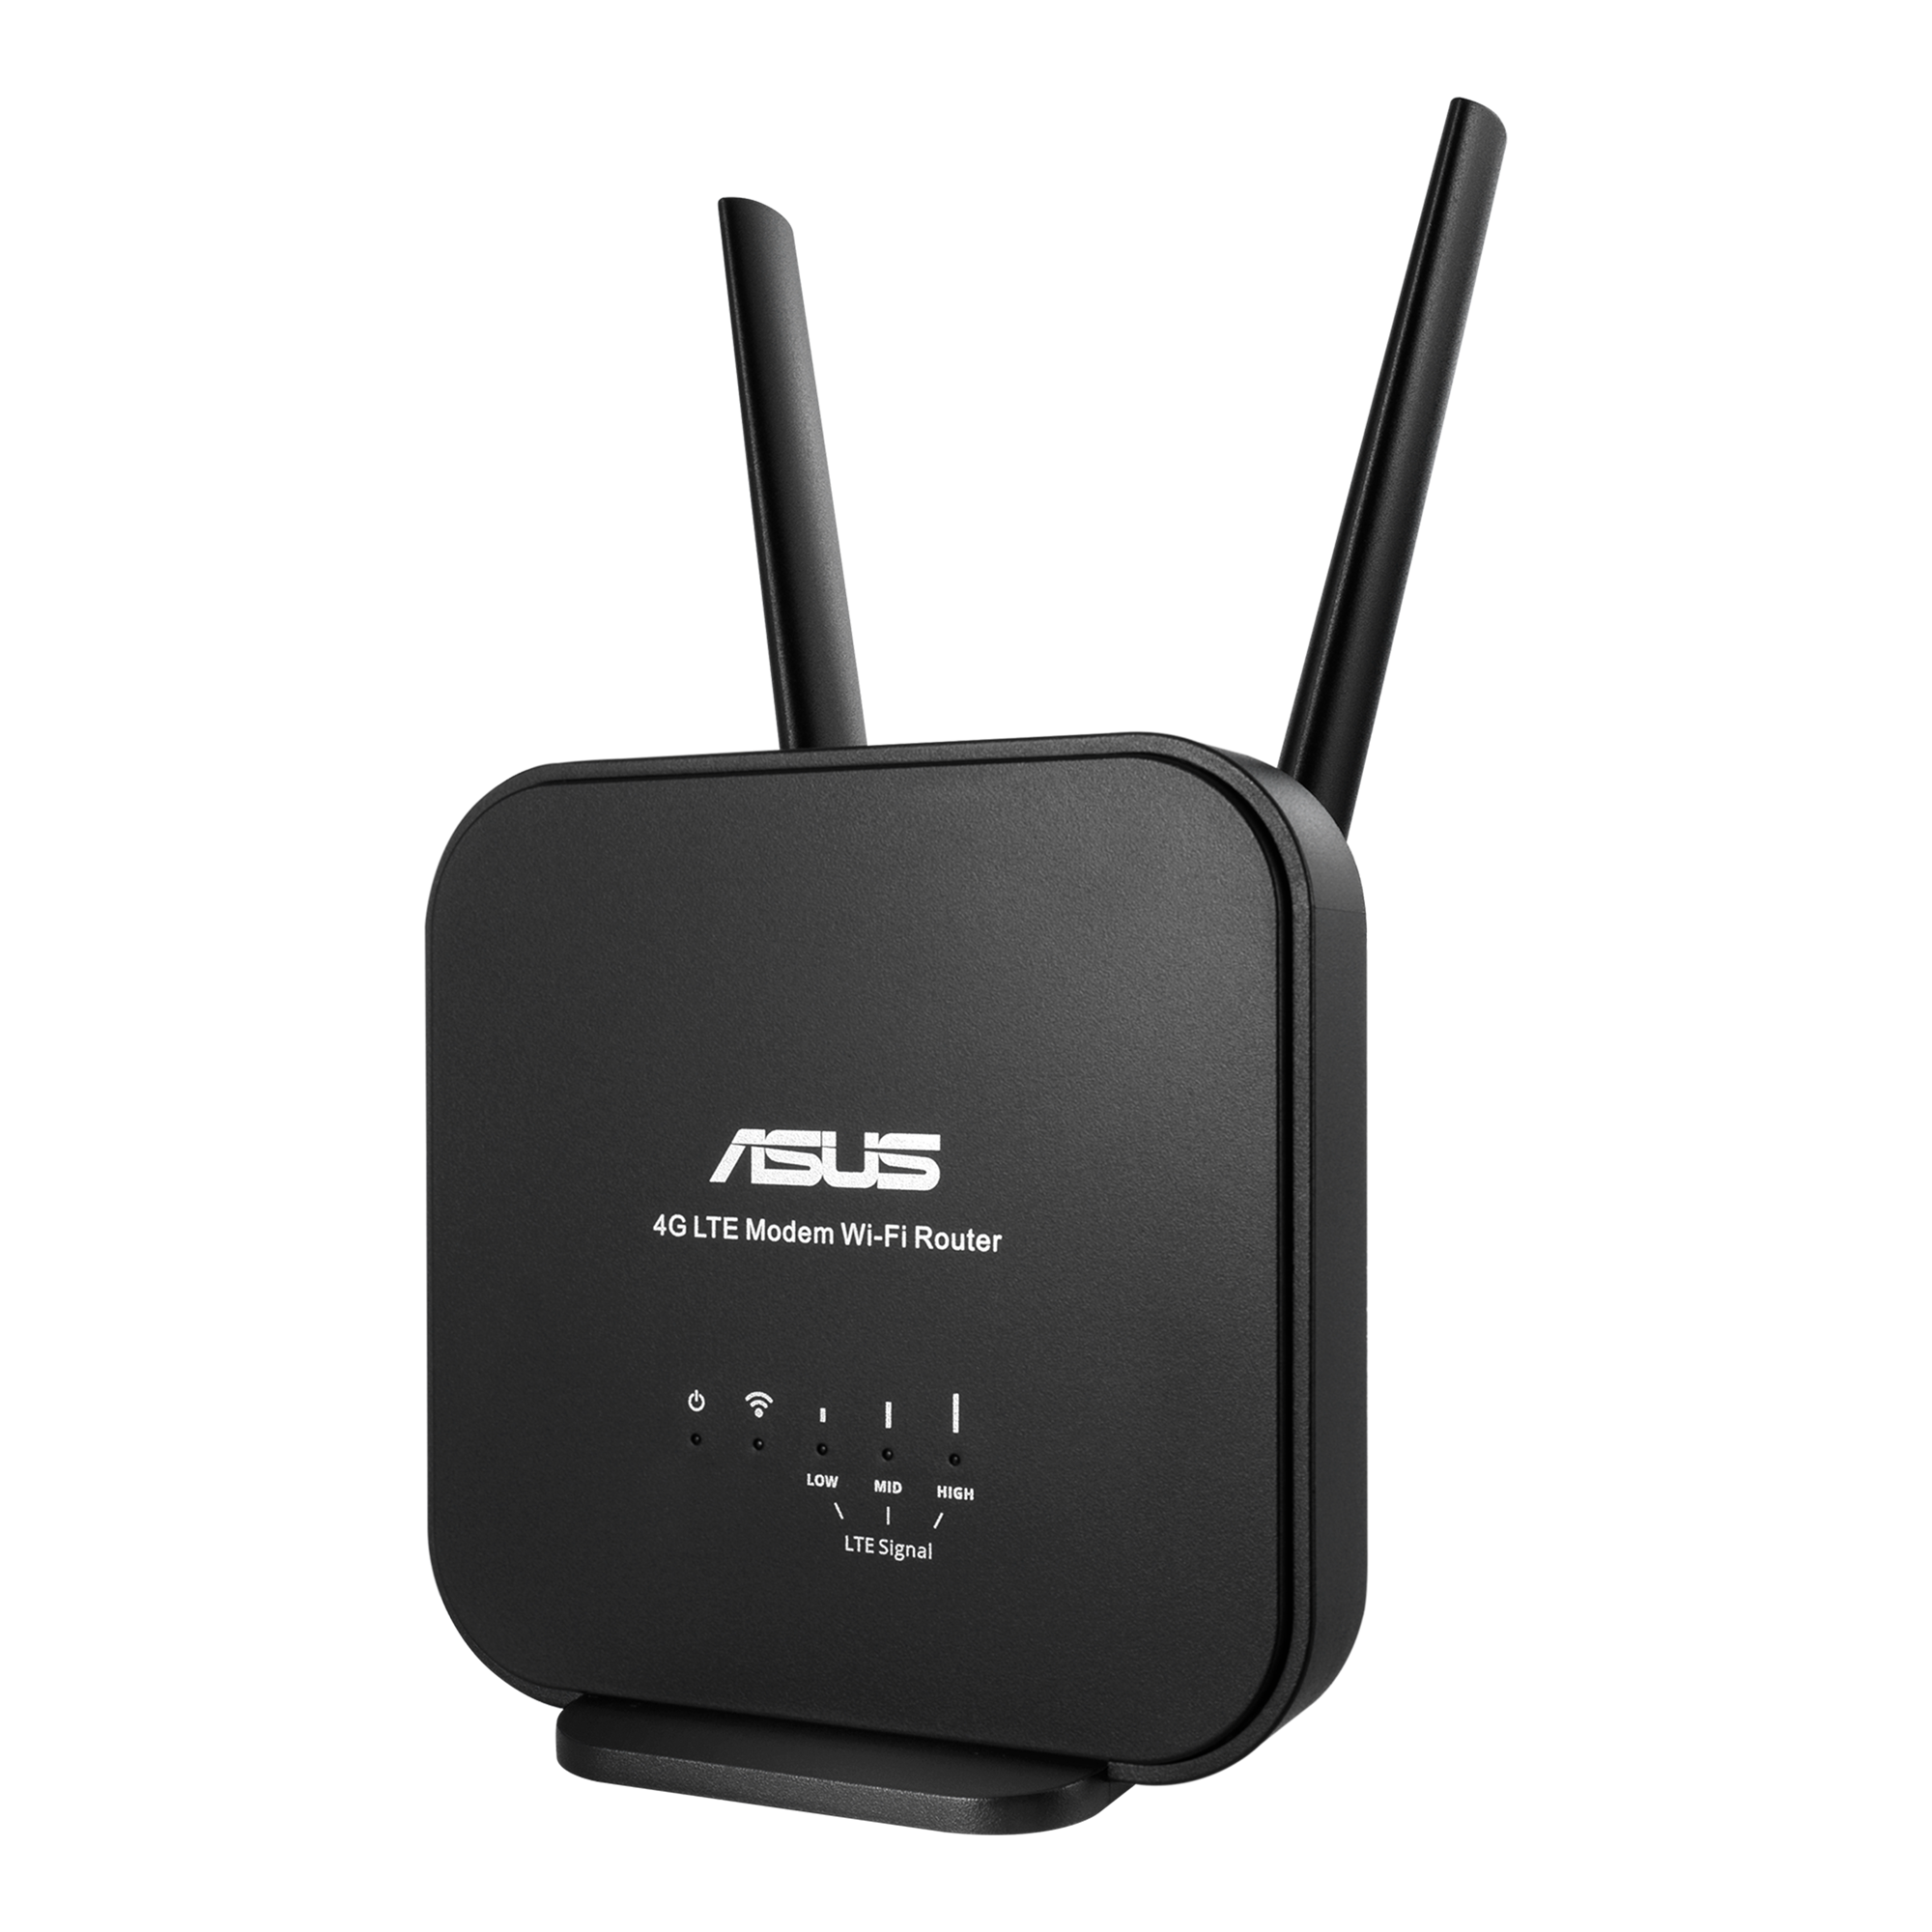 ASUS
4G LTE Modem Wi-Fi Router
LOW MID HIGH
LTE Signal